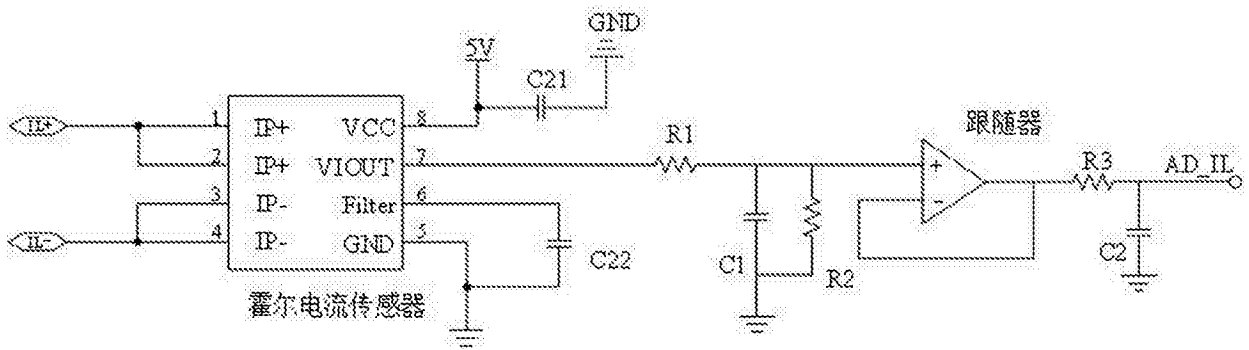 GND
5V
C21
IL+
1
IP+
VCC
8
2
IP+
VIOUT
7
3
IP-
Filter
6
IL-
4
IP-
GND
5
C22
霍尔电流传感器
R1
C1
R2
跟随器
+
-
R3
AD_IL
C2